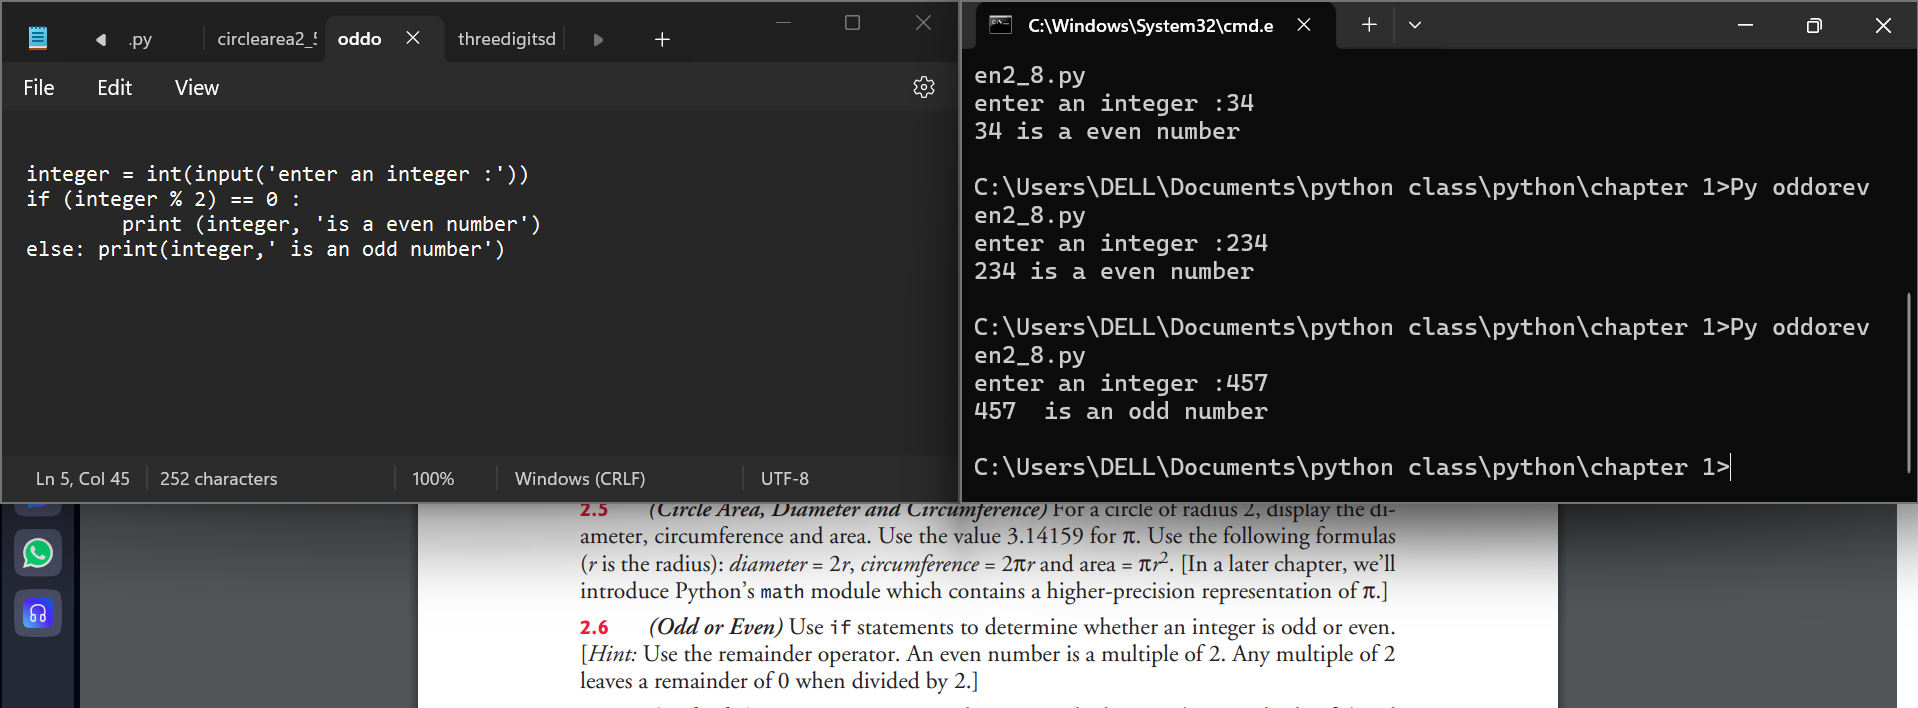 .py
circlearea2_5
oddo
threedigitsd
File
Edit
View
integer = int(input('enter an integer :'))
if (integer % 2) == 0 :
print (integer, 'is a even number')
else: print(integer,' is an odd number')
Ln 5, Col 45
252 characters
100%
Windows (CRLF)
UTF-8
C:\Windows\System32\cmd.e
en2_8.py
enter an integer :34
34 is a even number
C:\Users\DELL\Documents\python class\python\chapter 1>Py oddorev
en2_8.py
enter an integer :234
234 is a even number
C:\Users\DELL\Documents\python class\python\chapter 1>Py oddorev
en2_8.py
enter an integer :457
457  is an odd number
C:\Users\DELL\Documents\python class\python\chapter 1>
2.5 (Circle Area, Diameter and Circumference) For a circle of radius 2, display the di-
ameter, circumference and area. Use the value 3.14159 for π. Use the following formulas
(r is the radius): diameter = 2r, circumference = 2πr and area = πr². [In a later chapter, we’ll
introduce Python’s math module which contains a higher-precision representation of π.]
2.6 (Odd or Even) Use if statements to determine whether an integer is odd or even.
[Hint: Use the remainder operator. An even number is a multiple of 2. Any multiple of 2
leaves a remainder of 0 when divided by 2.]